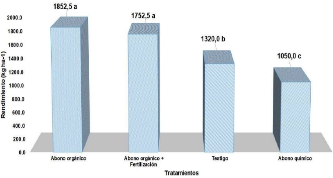 1852,5 a
1752,5 a
1320,0 b
1050,0 c
2000.0
1800.0
1600.0
1400.0
1200.0
1000.0
800.0
600.0
400.0
200.0
0.0
Rendimiento (kg ha-1)
Abono orgánico
Abono orgánico +
Fertilización
Testigo
Abono químico
Tratamientos